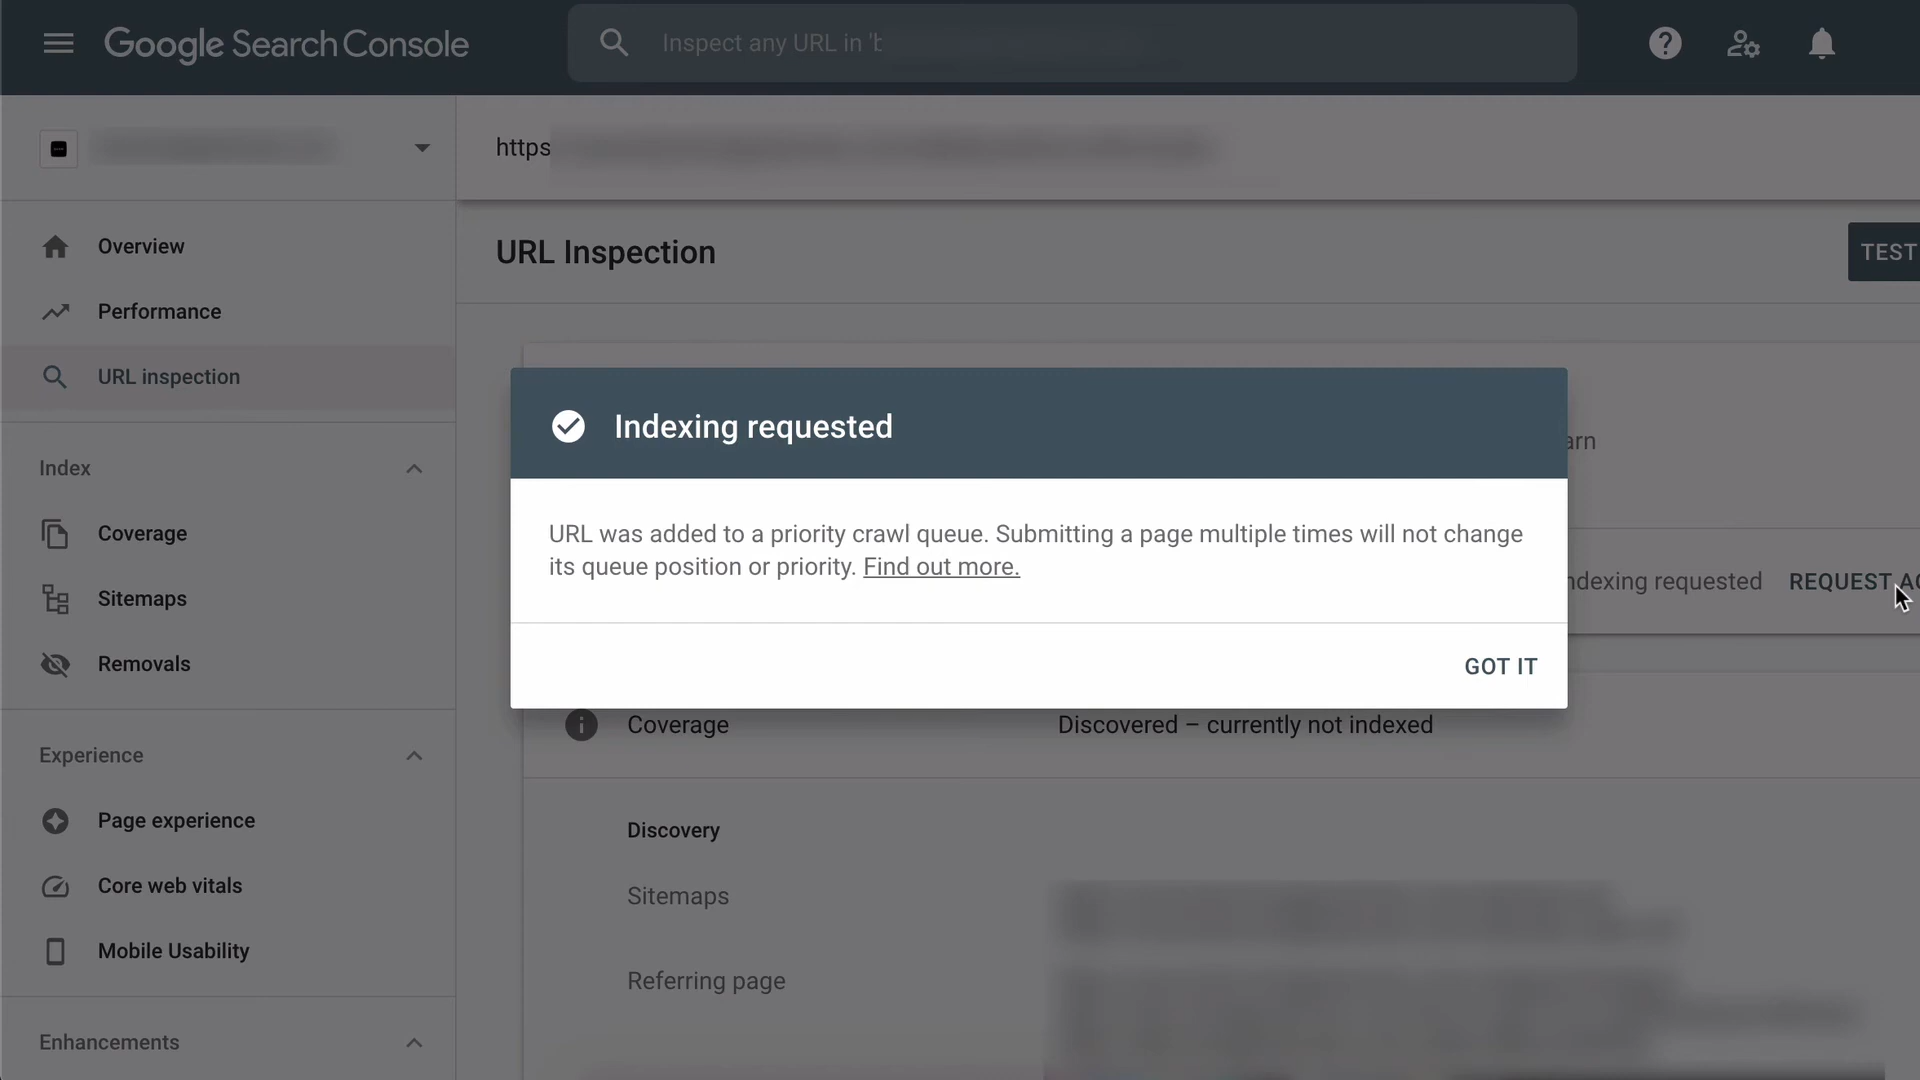 Google Search Console
Inspect any URL in 'b
https
Overview
Performance
URL inspection
Index
Coverage
Sitemaps
Removals
Experience
Page experience
Core web vitals
Mobile Usability
Enhancements
URL Inspection
TEST
Indexing requested
URL was added to a priority crawl queue. Submitting a page multiple times will not change
its queue position or priority. Find out more.
GOT IT
arn
ndexing requested
REQUEST AG
Coverage
Discovered – currently not indexed
Discovery
Sitemaps
Referring page